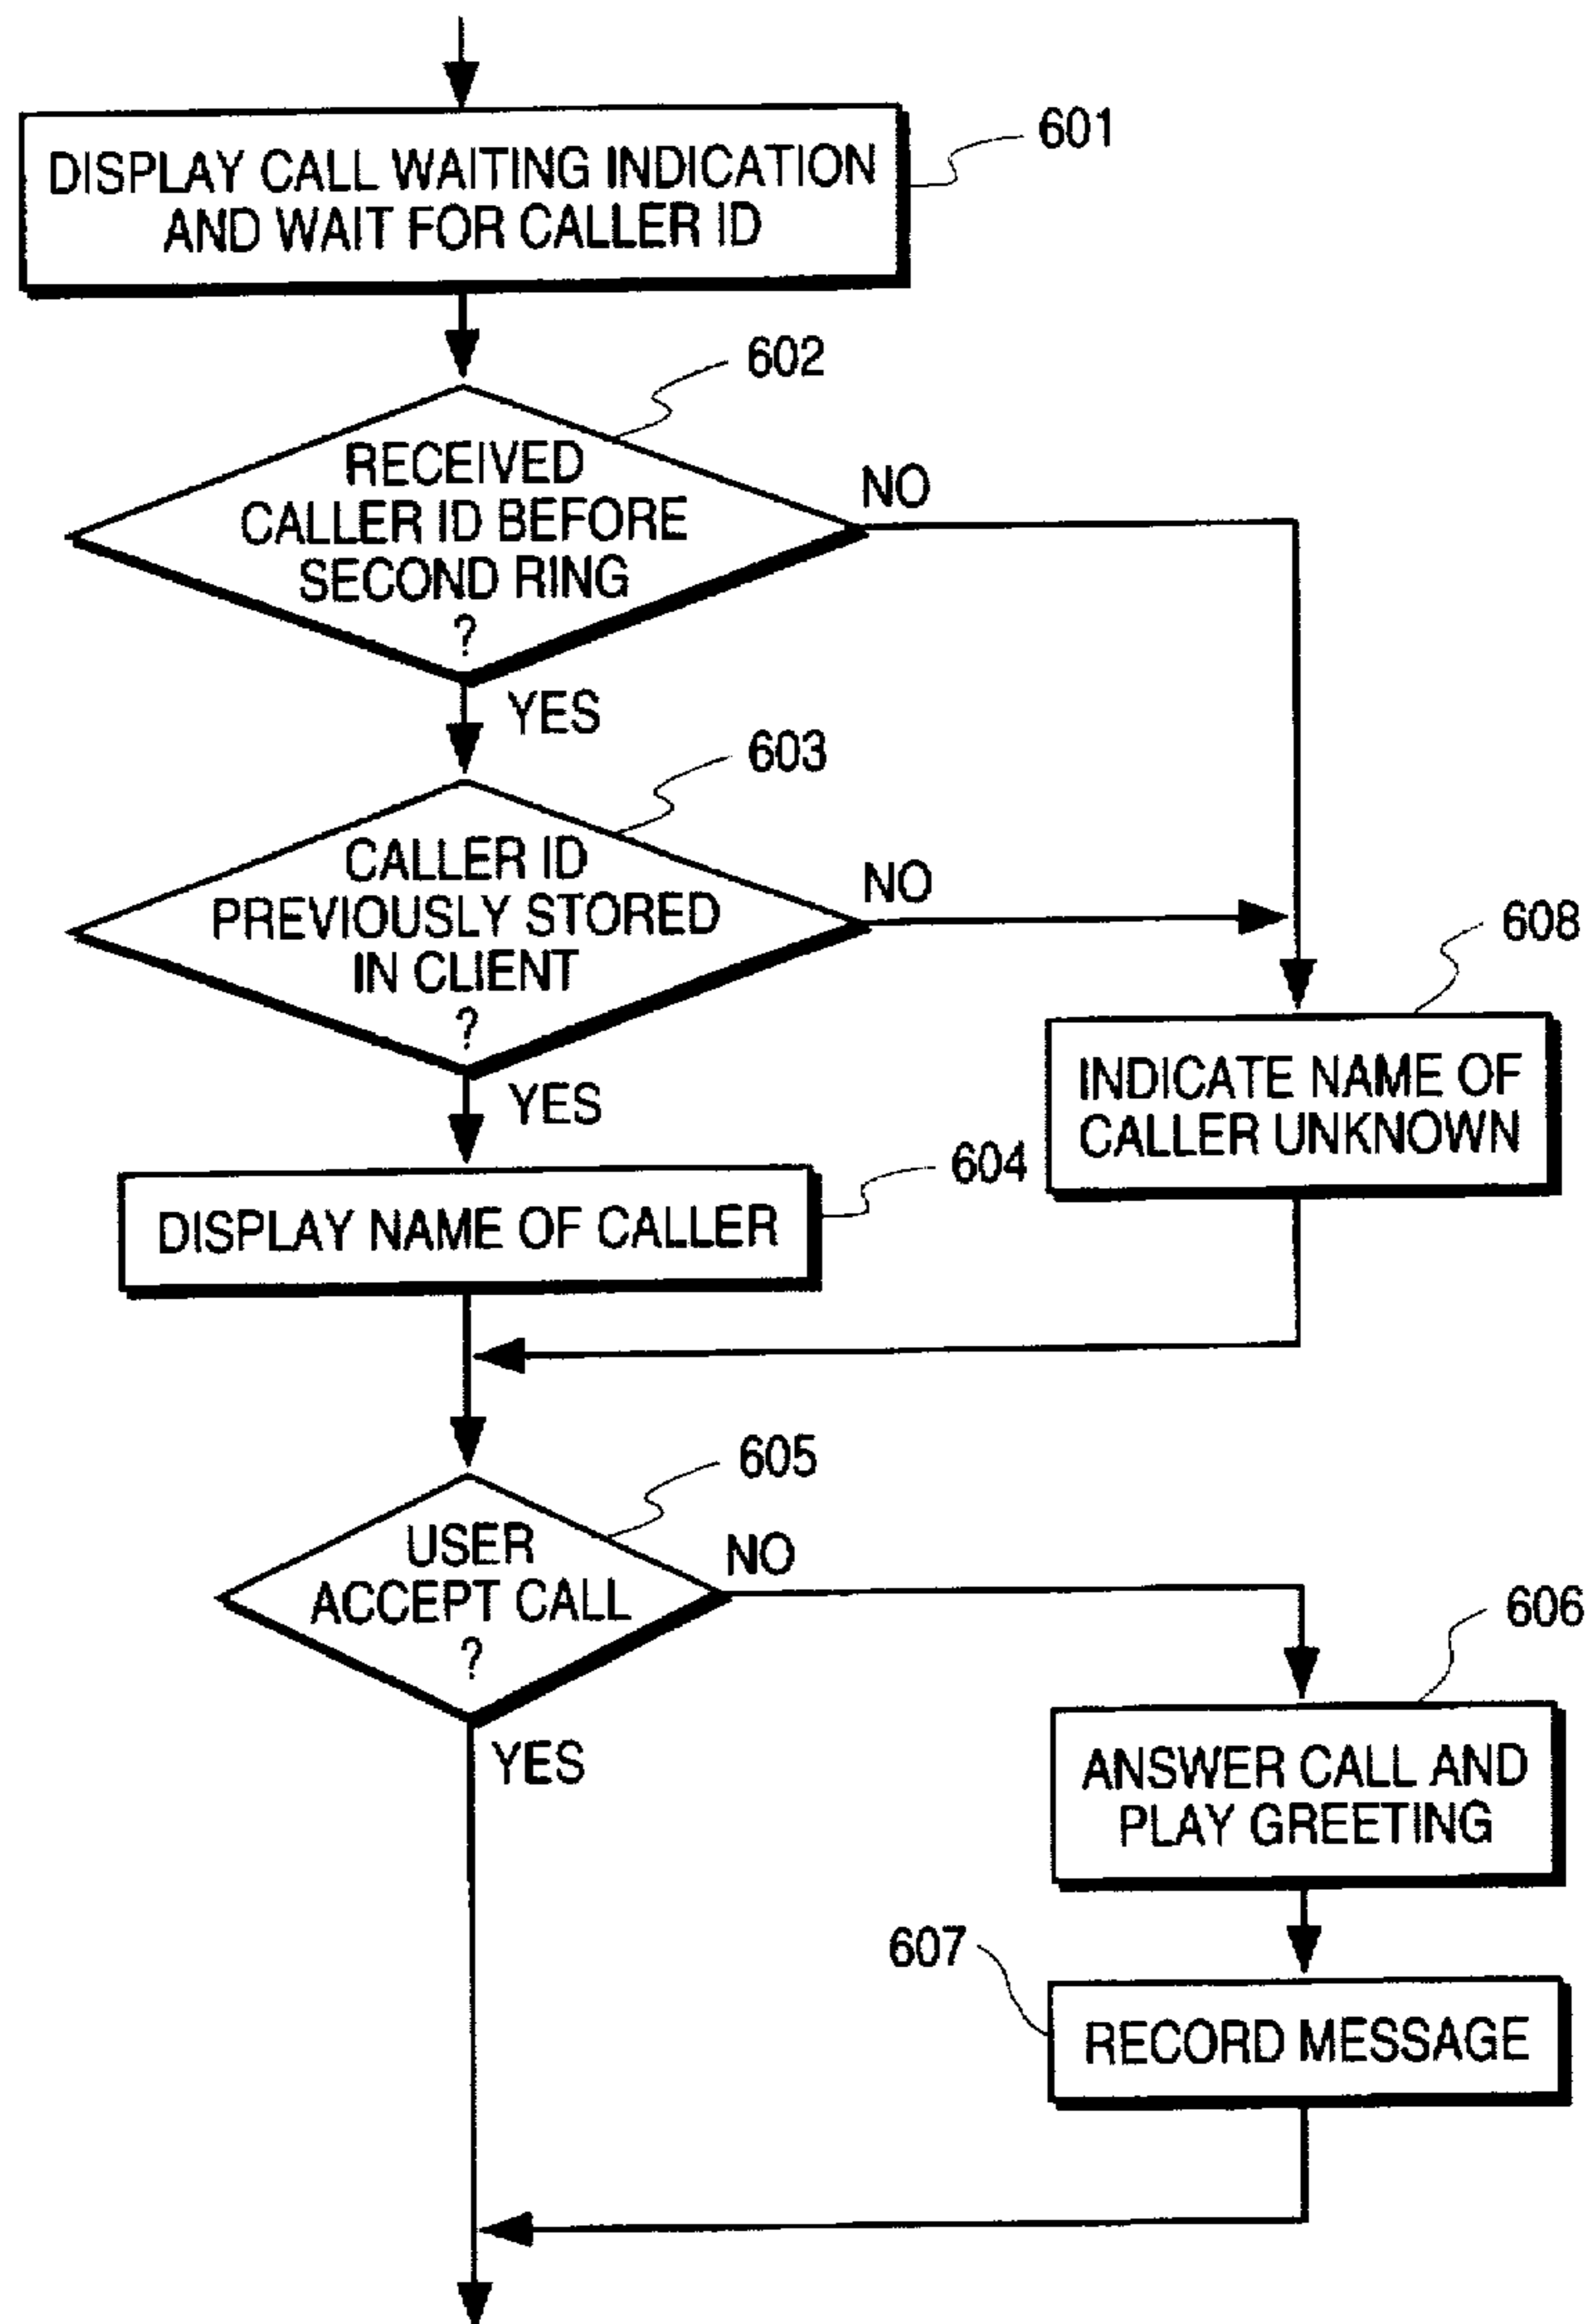 601
DISPLAY CALL WAITING INDICATION
AND WAIT FOR CALLER ID
602
RECEIVED
CALLER ID BEFORE
SECOND RING
?
NO
YES
603
CALLER ID
PREVIOUSLY STORED
IN CLIENT
?
NO
YES
608
INDICATE NAME OF
CALLER UNKNOWN
604
DISPLAY NAME OF CALLER
605
USER
ACCEPT CALL
?
NO
YES
606
ANSWER CALL AND
PLAY GREETING
607
RECORD MESSAGE